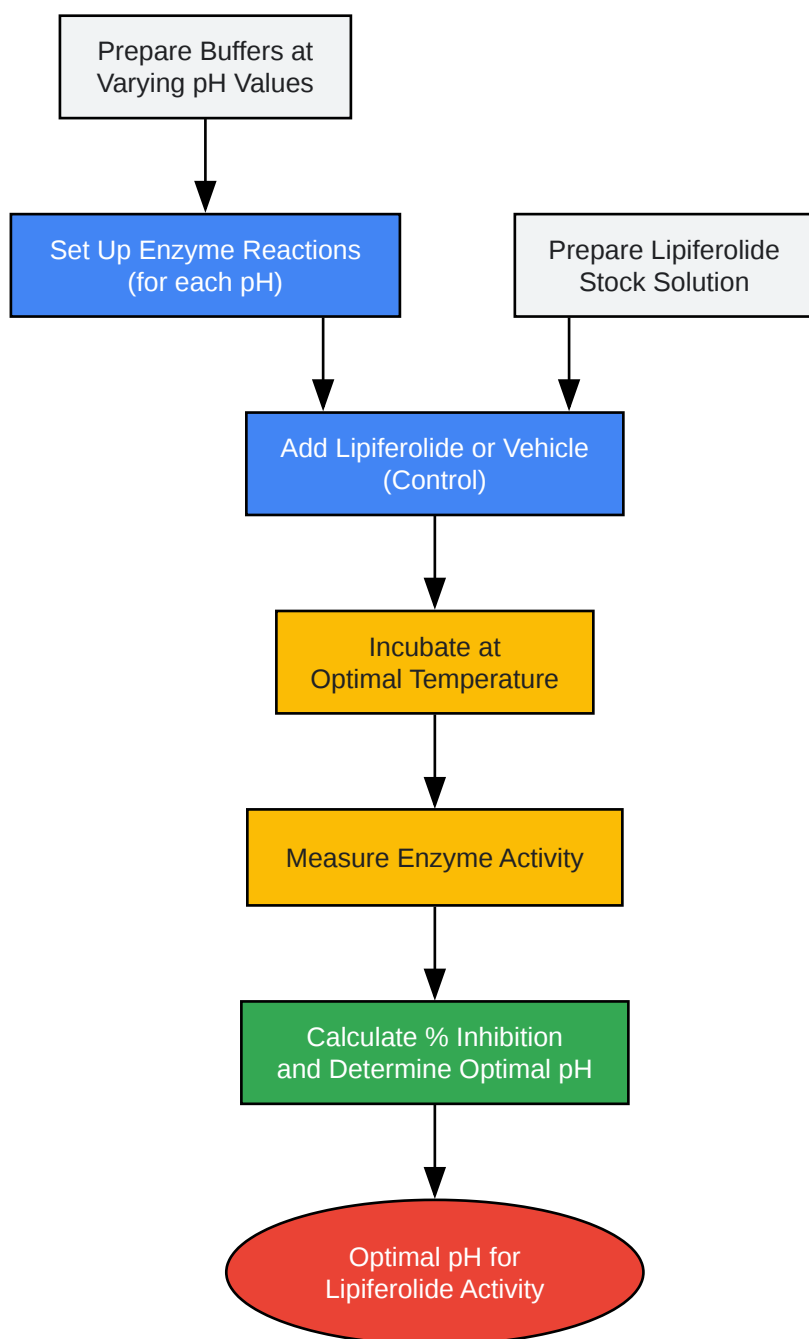 Prepare Buffers at
Varying pH Values
Set Up Enzyme Reactions
(for each pH)
Prepare Lipiferolide
Stock Solution
Add Lipiferolide or Vehicle
(Control)
Incubate at
Optimal Temperature
Measure Enzyme Activity
Calculate % Inhibition
and Determine Optimal pH
Optimal pH for
Lipiferolide Activity